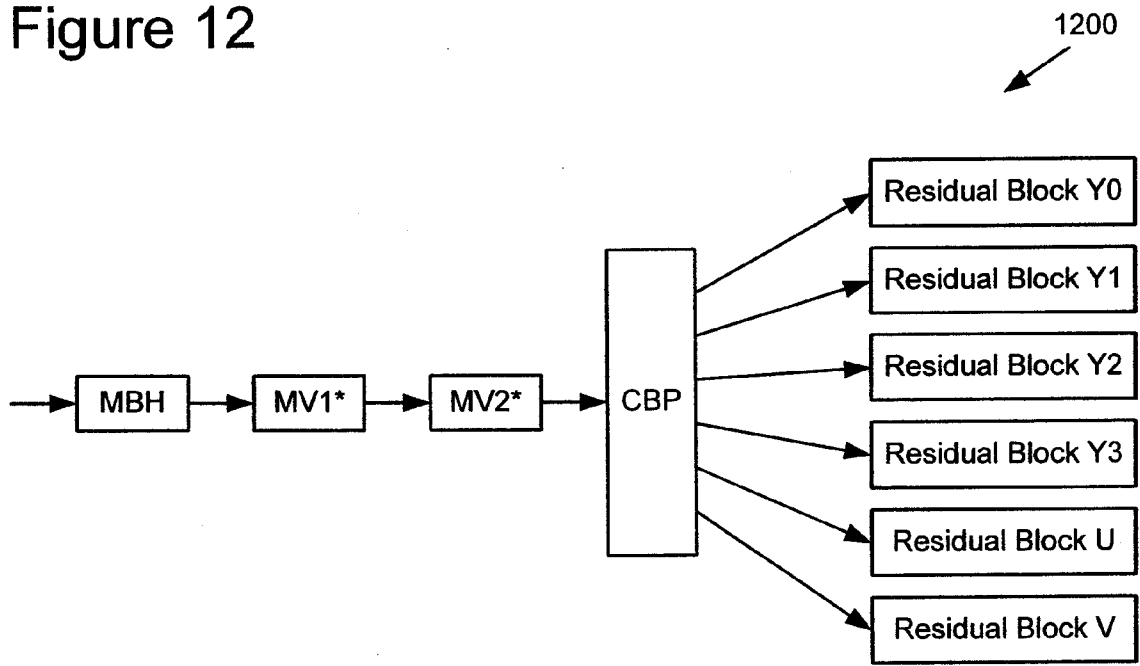 Figure 12
1200
MBH
MV1*
MV2*
CBP
Residual Block Y0
Residual Block Y1
Residual Block Y2
Residual Block Y3
Residual Block U
Residual Block V